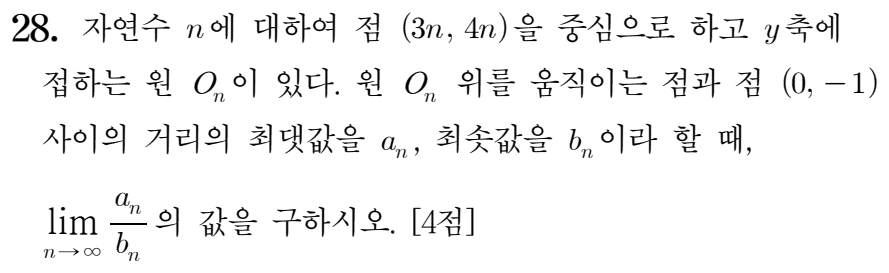 28. 자연수 n에 대하여 점 (3n, 4n)을 중심으로 하고 y축에
접하는 원 Oₙ이 있다. 원 Oₙ 위를 움직이는 점과 점 (0, −1)
사이의 거리의 최댓값을 aₙ, 최솟값을 bₙ이라 할 때,
lim_{n→∞} aₙ/bₙ의 값을 구하시오. [4점]